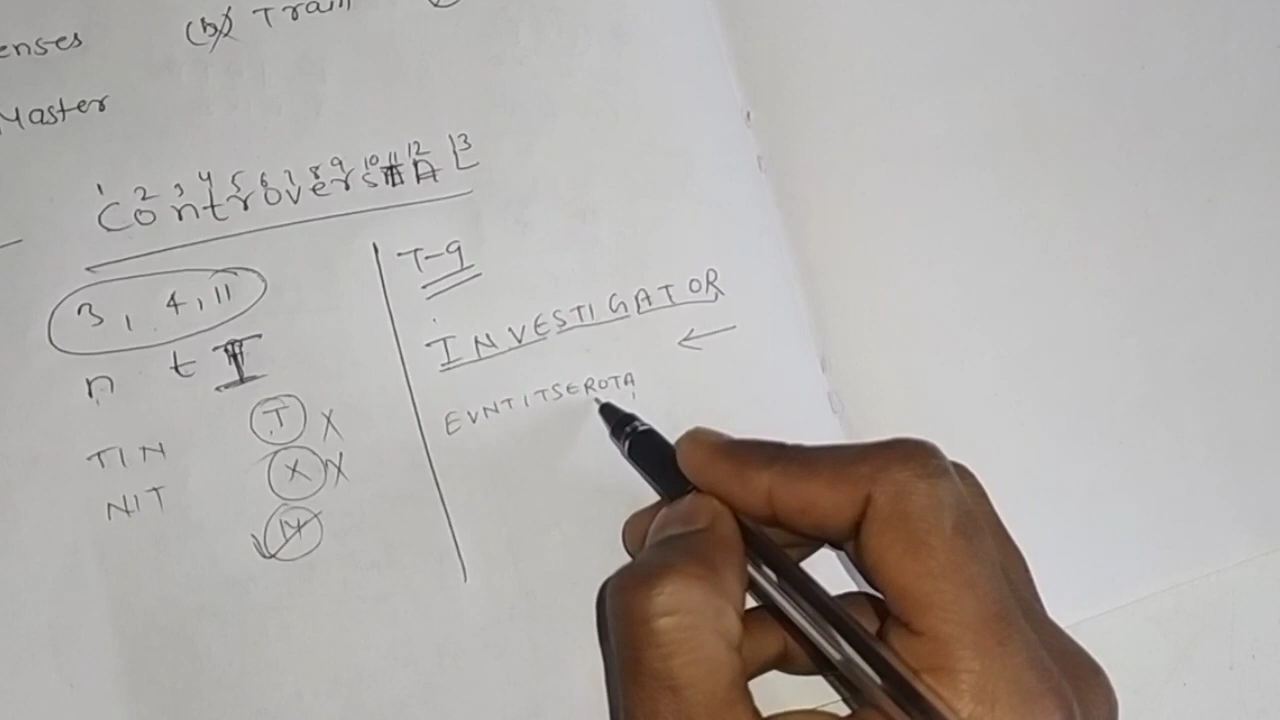 enses (b) Train
Master
1 2 3 4 5 6 7 8 9 10 11 12 13
ControversIAL
3, 4, 11
n t I
T X
TIN
X X
NIT
N
T-9
INVESTIGATOR
EVNTITSEROTA